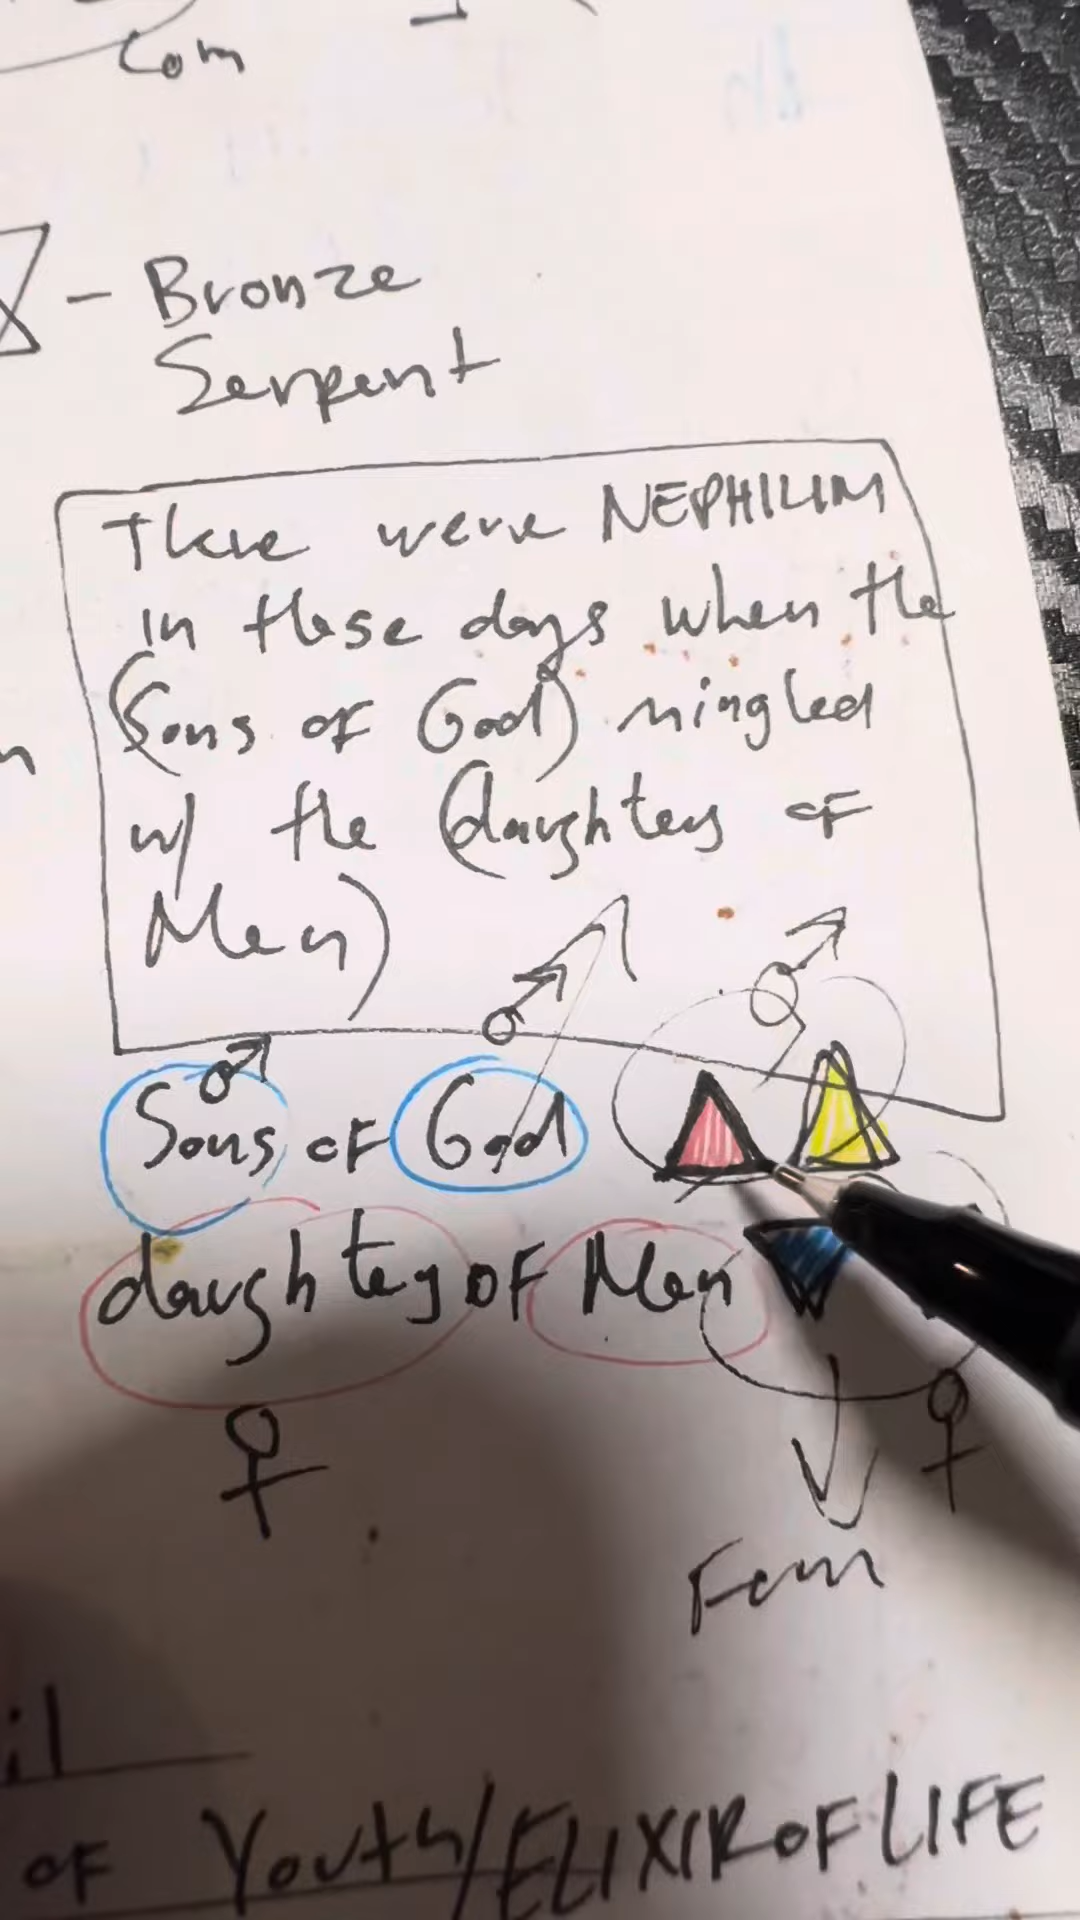 Com
- Bronze
Serpent
There were NEPHILIM
in these days when the
(Sons of God) mingled
w/ the (daughters of
Men)
Sons of God
daughters of Men
Fem
of Youth/ELIXIR OF LIFE